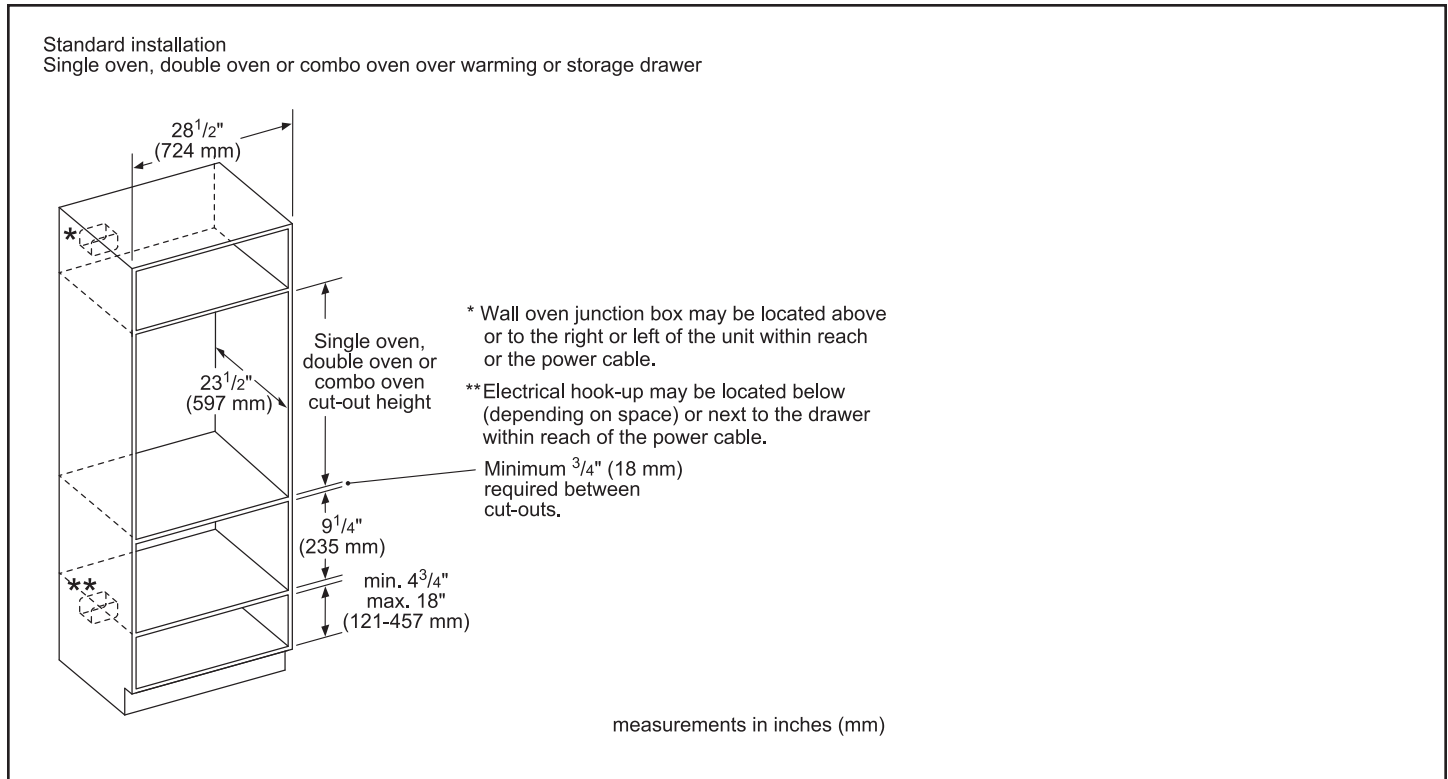 Standard installation
Single oven, double oven or combo oven over warming or storage drawer
28 1/2"
(724 mm)
*
Single oven,
double oven or
combo oven
cut-out height
23 1/2"
(597 mm)
* Wall oven junction box may be located above
or to the right or left of the unit within reach
or the power cable.
**Electrical hook-up may be located below
(depending on space) or next to the drawer
within reach of the power cable.
Minimum 3/4" (18 mm)
required between
cut-outs.
9 1/4"
(235 mm)
**
min. 4 3/4"
max. 18"
(121-457 mm)
measurements in inches (mm)